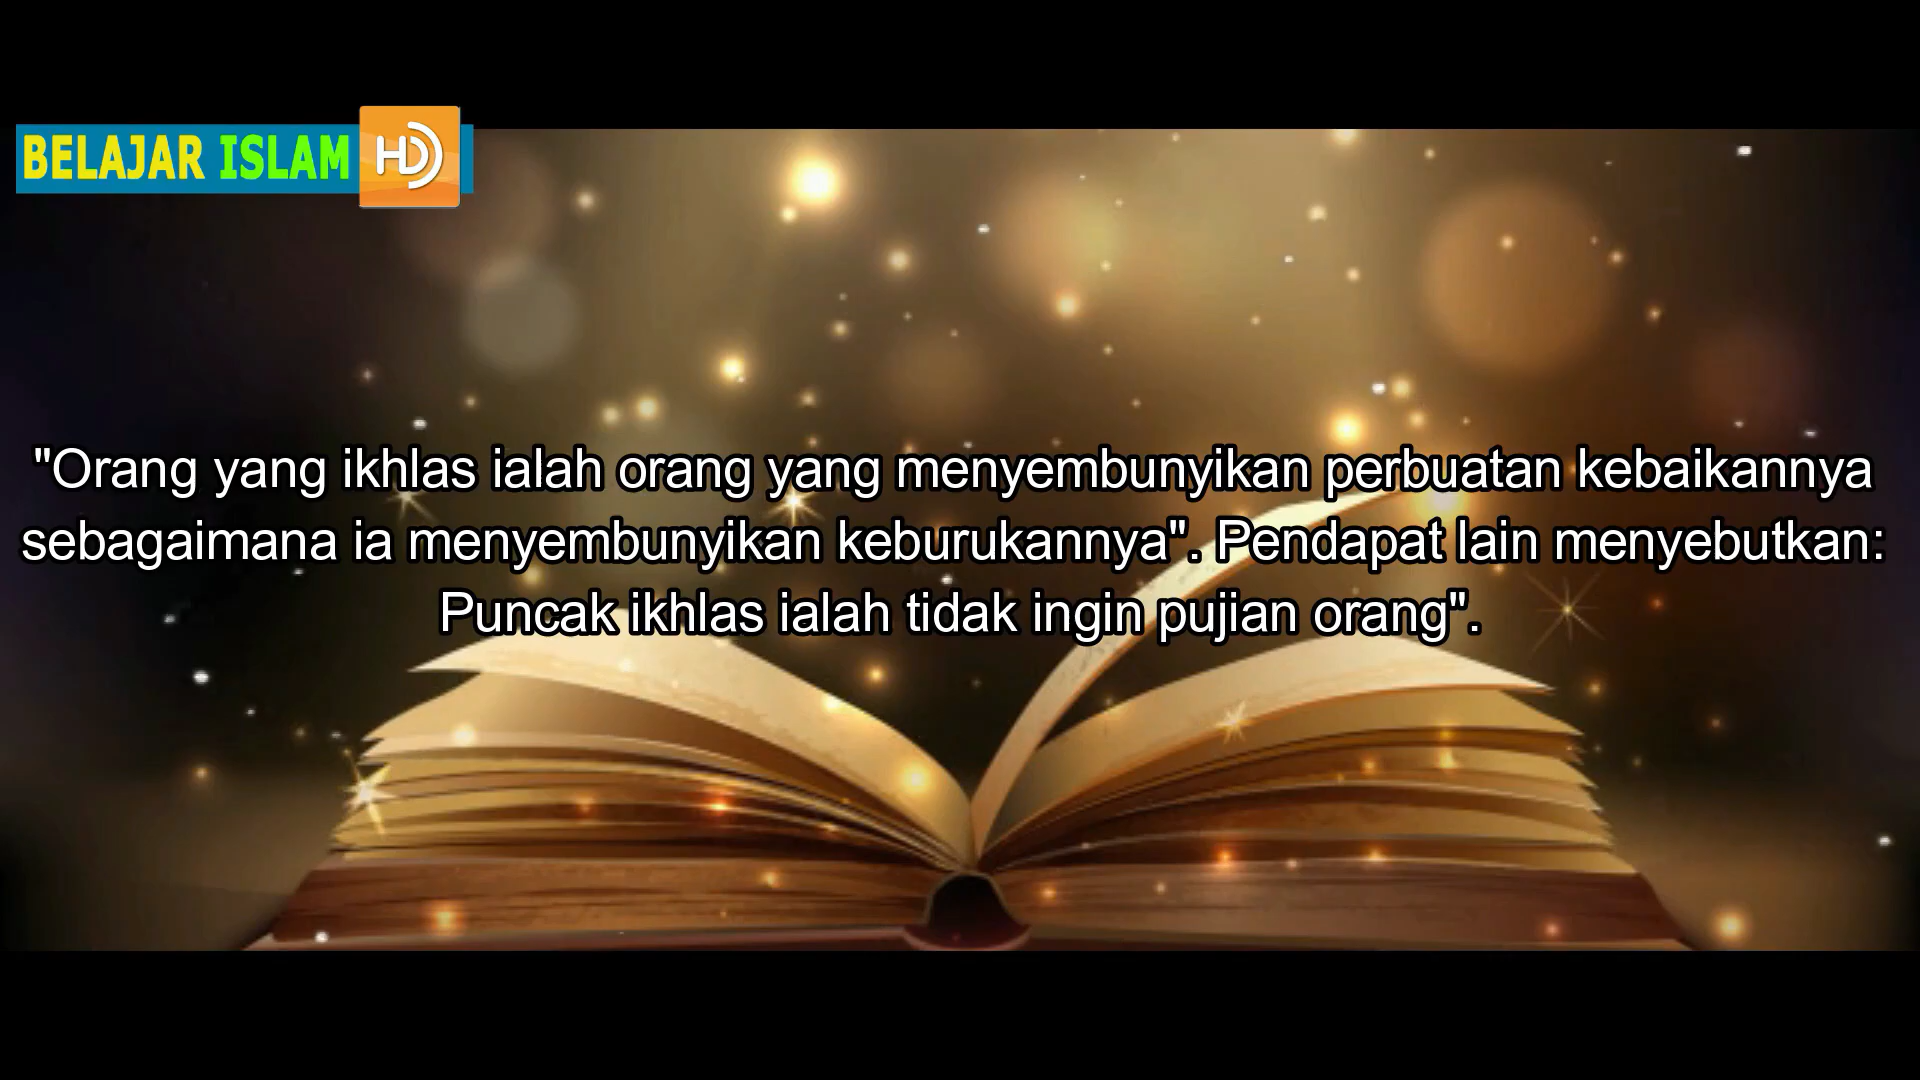 BELAJAR ISLAM HD
"Orang yang ikhlas ialah orang yang menyembunyikan perbuatan kebaikannya
sebagaimana ia menyembunyikan keburukannya". Pendapat lain menyebutkan:
Puncak ikhlas ialah tidak ingin pujian orang".